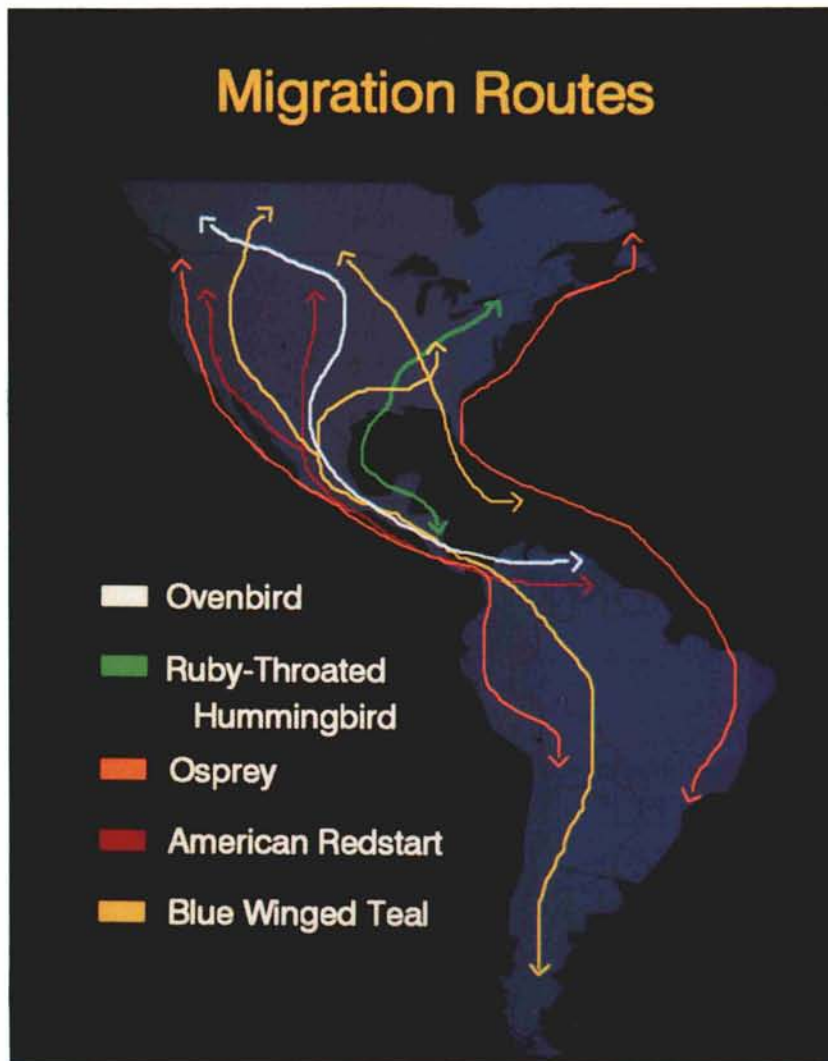 Migration Routes
Ovenbird
Ruby-Throated
Hummingbird
Osprey
American Redstart
Blue Winged Teal